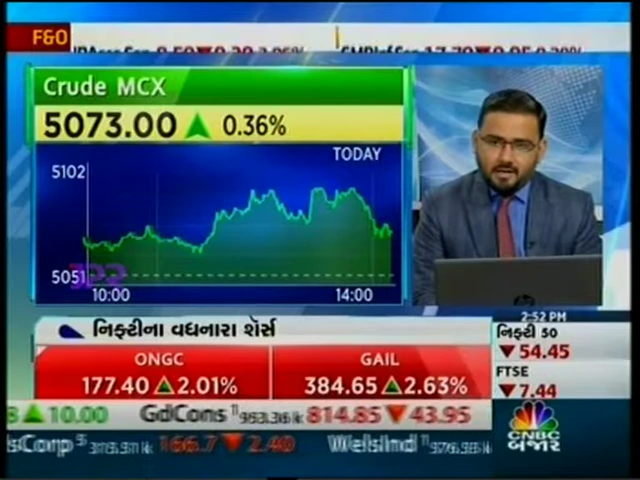 F&O
Crude MCX
5073.00 ▲ 0.36%
TODAY
5102
5051
10:00 14:00
2:52 PM
નિફ્ટીના વધનારા શૅર્સ
ONGC
177.40 ▲ 2.01%
GAIL
384.65 ▲ 2.63%
નિફ્ટી 50
▼ 54.45
FTSE
▼ 7.44
▲ 10.00 GdCons 814.85 ▼ 43.95
166.7 ▼ 2.40 WelsInd
CNBC
બજાર
hp